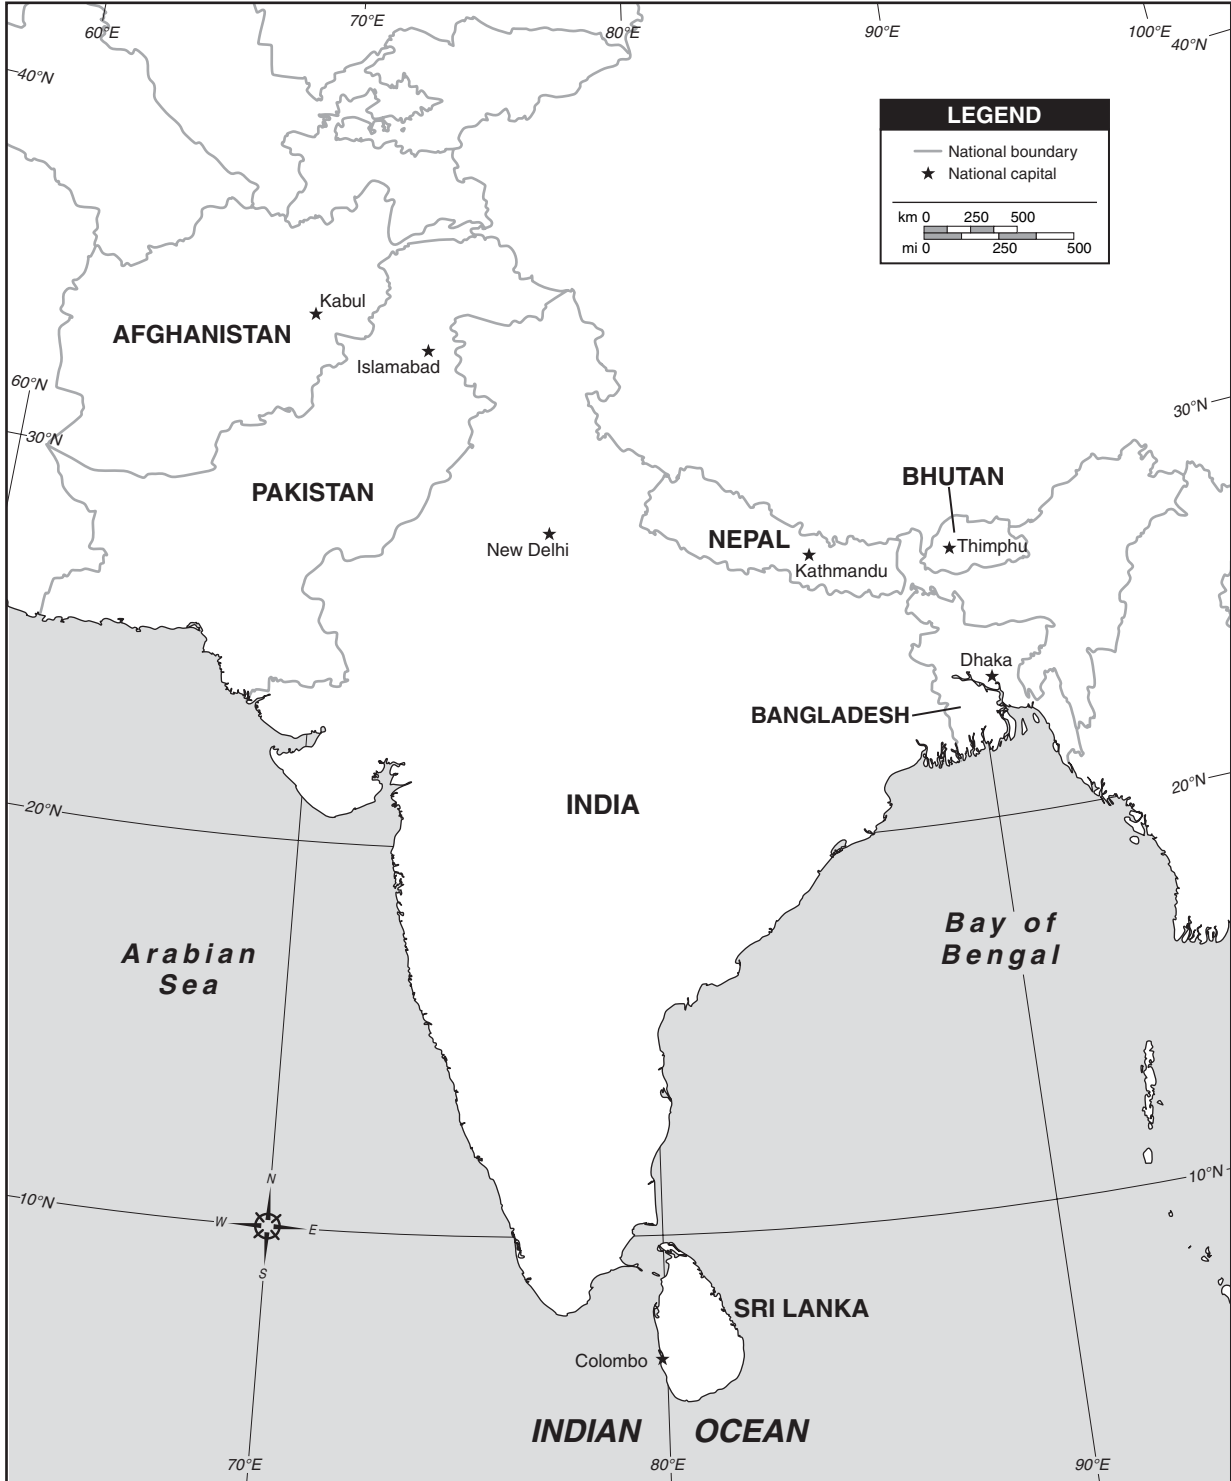 60°E
70°E
80°E
90°E
100°E
40°N
40°N
LEGEND
National boundary
National capital
km 0 250 500
mi 0 250 500
Kabul
AFGHANISTAN
Islamabad
60°N
30°N
30°N
PAKISTAN
BHUTAN
New Delhi
NEPAL
Kathmandu
Thimphu
Dhaka
BANGLADESH
20°N
INDIA
20°N
Arabian
Sea
Bay of
Bengal
10°N
10°N
N
W
E
S
SRI LANKA
Colombo
INDIAN OCEAN
70°E
80°E
90°E